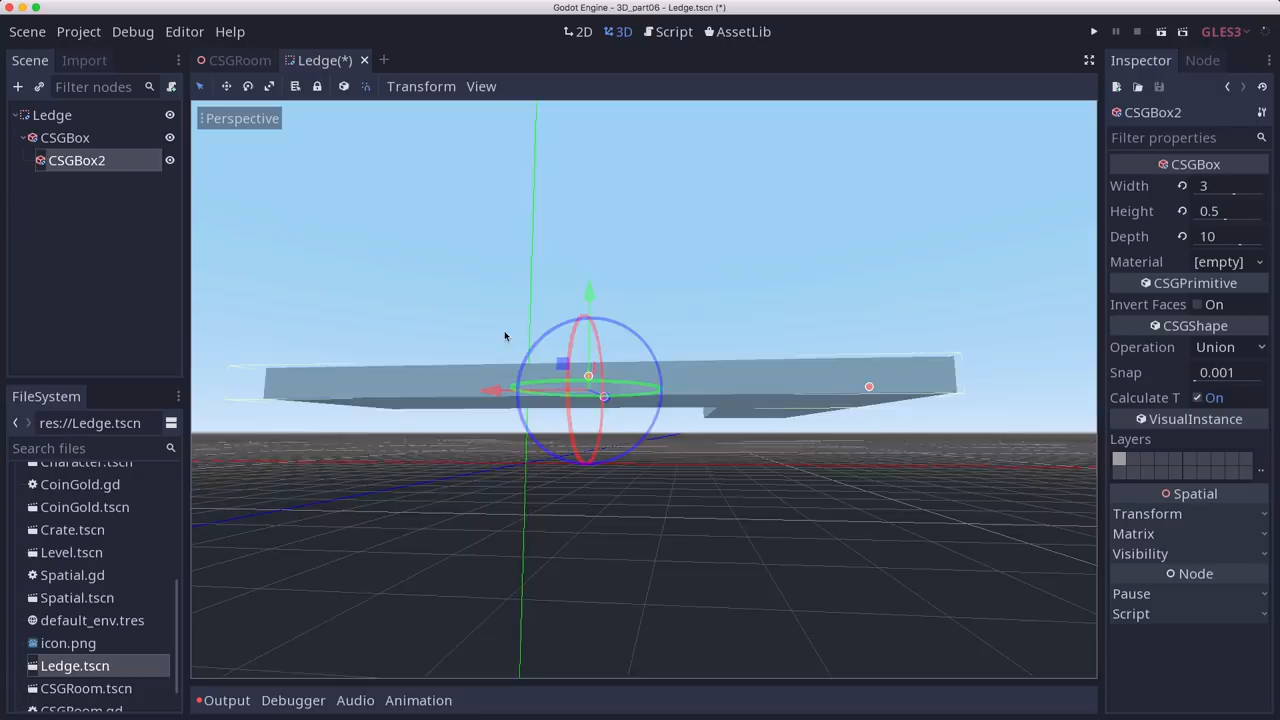 Godot Engine - 3D_part06 - Ledge.tscn (*)
Scene Project Debug Editor Help
2D 3D Script AssetLib
GLES3
Scene Import
CSGRoom Ledge(*)
Inspector Node
Filter nodes
Transform View
Perspective
Ledge
CSGBox
CSGBox2
CSGBox2
Filter properties
CSGBox
Width 3
Height 0.5
Depth 10
Material [empty]
CSGPrimitive
Invert Faces On
CSGShape
Operation Union
Snap 0.001
Calculate T On
VisualInstance
Layers
Spatial
Transform
Matrix
Visibility
Node
Pause
Script
FileSystem
res://Ledge.tscn
Search files
Character.tscn
CoinGold.gd
CoinGold.tscn
Crate.tscn
Level.tscn
Spatial.gd
Spatial.tscn
default_env.tres
icon.png
Ledge.tscn
CSGRoom.tscn
CSGRoom.gd
Output Debugger Audio Animation